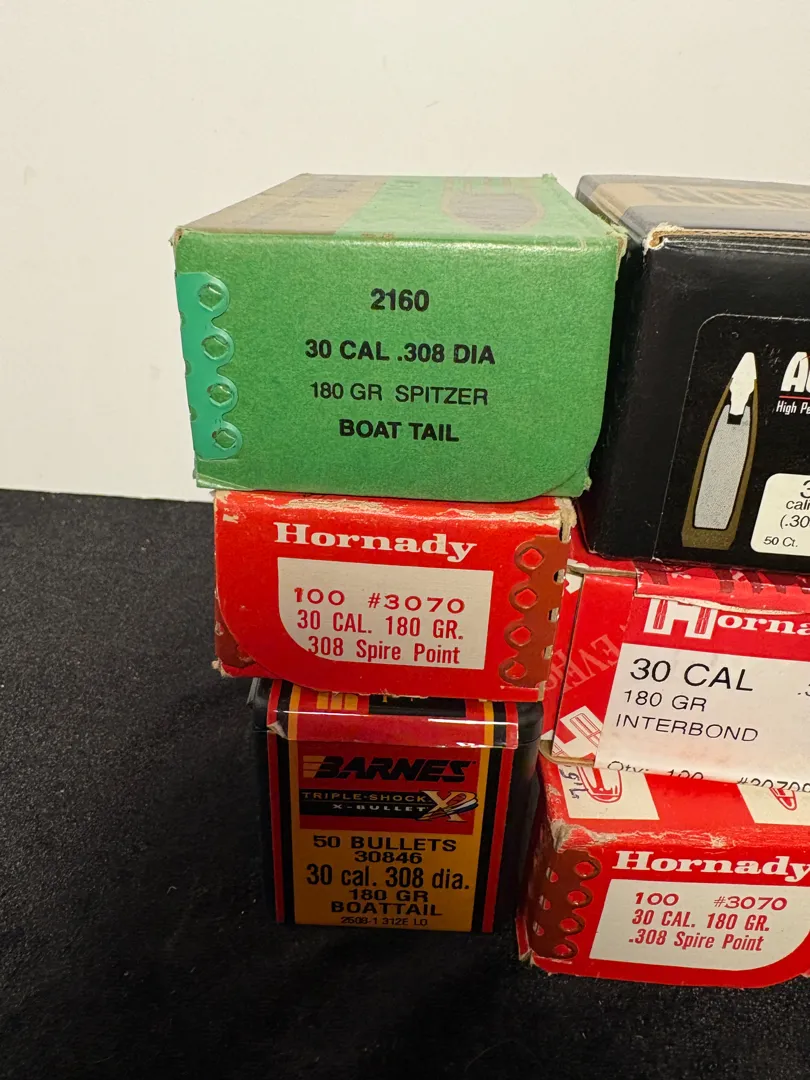 2160
30 CAL .308 DIA
180 GR SPITZER
BOAT TAIL
50 Ct.
Hornady
100 #3070
30 CAL. 180 GR.
308 Spire Point
30 CAL
180 GR
INTERBOND
BARNES
TRIPLE-SHOCK X
X-BULLET
50 BULLETS
30846
30 cal. 308 dia.
180 GR
BOATTAIL
Hornady
100 #3070
30 CAL. 180 GR.
.308 Spire Point